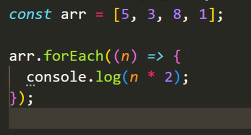 const arr = [5, 3, 8, 1];

arr.forEach((n) => {
  console.log(n * 2);
});